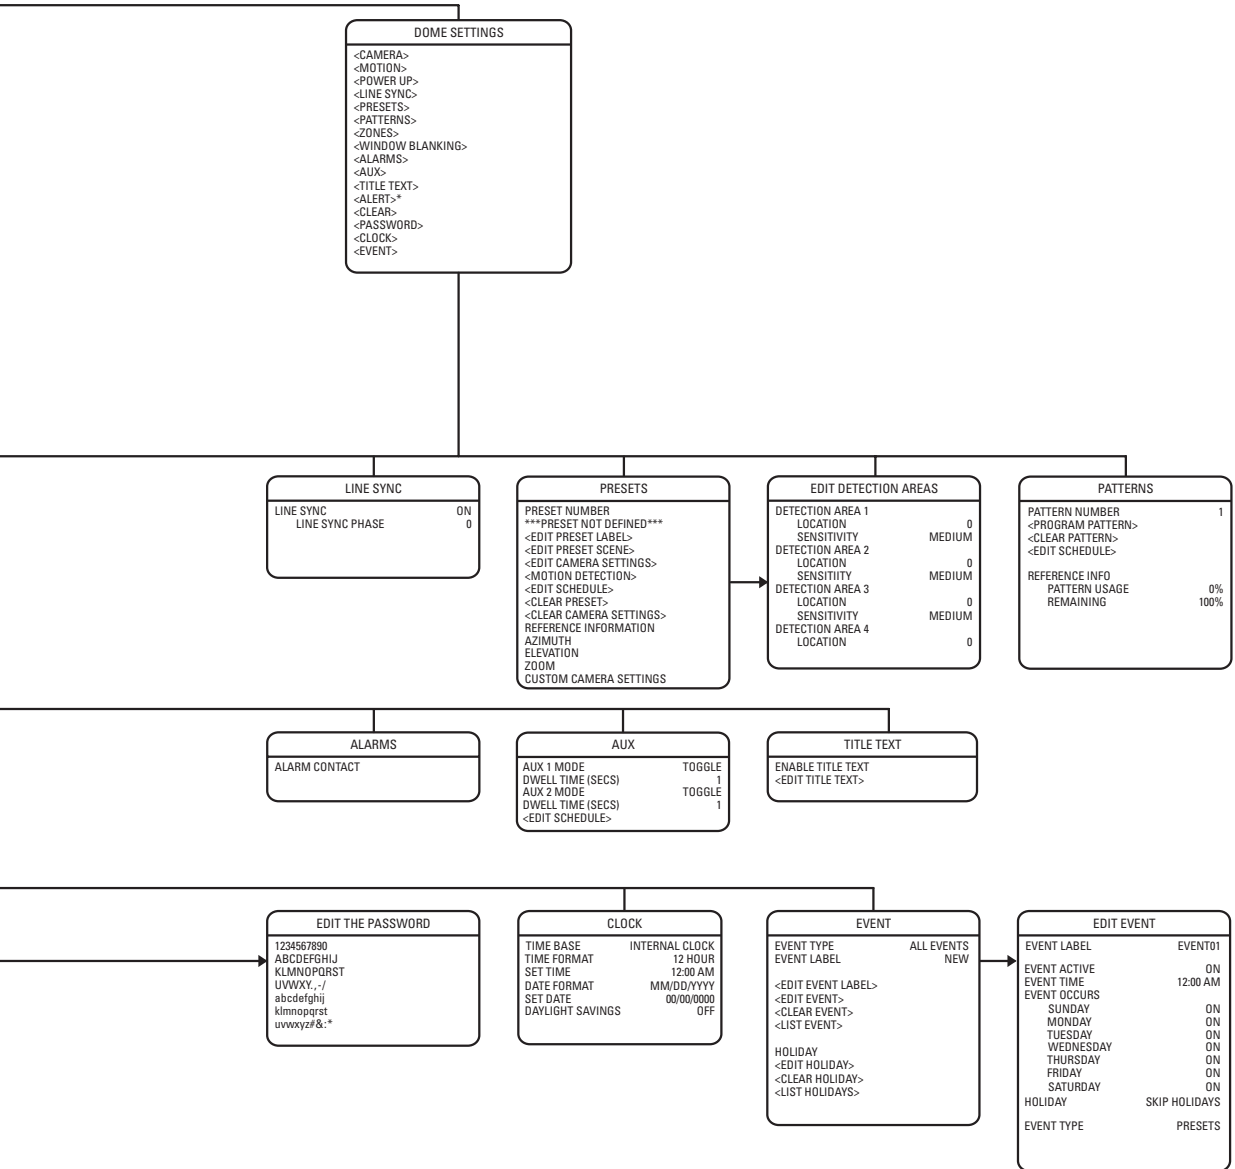 DOME SETTINGS
<CAMERA>
<MOTION>
<POWER UP>
<LINE SYNC>
<PRESETS>
<PATTERNS>
<ZONES>
<WINDOW BLANKING>
<ALARMS>
<AUX>
<TITLE TEXT>
<ALERT>*
<CLEAR>
<PASSWORD>
<CLOCK>
<EVENT>
LINE SYNC
LINE SYNC ON
LINE SYNC PHASE 0
PRESETS
PRESET NUMBER
***PRESET NOT DEFINED***
<EDIT PRESET LABEL>
<EDIT PRESET SCENE>
<EDIT CAMERA SETTINGS>
<MOTION DETECTION>
<EDIT SCHEDULE>
<CLEAR PRESET>
<CLEAR CAMERA SETTINGS>
REFERENCE INFORMATION
AZIMUTH
ELEVATION
ZOOM
CUSTOM CAMERA SETTINGS
EDIT DETECTION AREAS
DETECTION AREA 1
LOCATION 0
SENSITIVITY MEDIUM
DETECTION AREA 2
LOCATION 0
SENSITIITY MEDIUM
DETECTION AREA 3
LOCATION 0
SENSITIVITY MEDIUM
DETECTION AREA 4
LOCATION 0
PATTERNS
PATTERN NUMBER 1
<PROGRAM PATTERN>
<CLEAR PATTERN>
<EDIT SCHEDULE>
REFERENCE INFO
PATTERN USAGE 0%
REMAINING 100%
ALARMS
ALARM CONTACT
AUX
AUX 1 MODE TOGGLE
DWELL TIME (SECS) 1
AUX 2 MODE TOGGLE
DWELL TIME (SECS) 1
<EDIT SCHEDULE>
TITLE TEXT
ENABLE TITLE TEXT
<EDIT TITLE TEXT>
EDIT THE PASSWORD
1234567890
ABCDEFGHIJ
KLMNOPQRST
UVWXY.,-/
abcdefghij
klmnopqrst
uvwxyz#&:*
CLOCK
TIME BASE INTERNAL CLOCK
TIME FORMAT 12 HOUR
SET TIME 12:00 AM
DATE FORMAT MM/DD/YYYY
SET DATE 00/00/0000
DAYLIGHT SAVINGS OFF
EVENT
EVENT TYPE ALL EVENTS
EVENT LABEL NEW
<EDIT EVENT LABEL>
<EDIT EVENT>
<CLEAR EVENT>
<LIST EVENT>
HOLIDAY
<EDIT HOLIDAY>
<CLEAR HOLIDAY>
<LIST HOLIDAYS>
EDIT EVENT
EVENT LABEL EVENT01
EVENT ACTIVE ON
EVENT TIME 12:00 AM
EVENT OCCURS
SUNDAY ON
MONDAY ON
TUESDAY ON
WEDNESDAY ON
THURSDAY ON
FRIDAY ON
SATURDAY ON
HOLIDAY SKIP HOLIDAYS
EVENT TYPE PRESETS